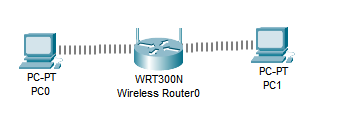 PC-PT
PC0
WRT300N
Wireless Router0
PC-PT
PC1